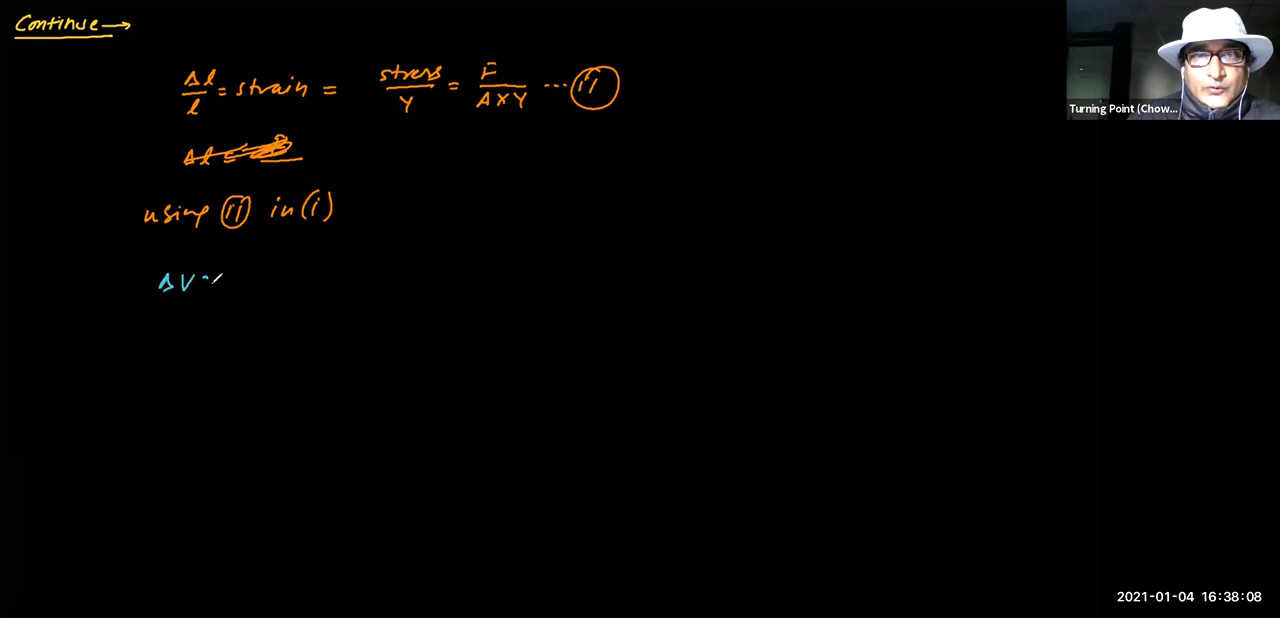 Continue →
Δl/l = strain = stress/Y = F/A×Y ... (ii)
using (ii) in (i)
ΔV =
Turning Point (Chow...
2021-01-04 16:38:08